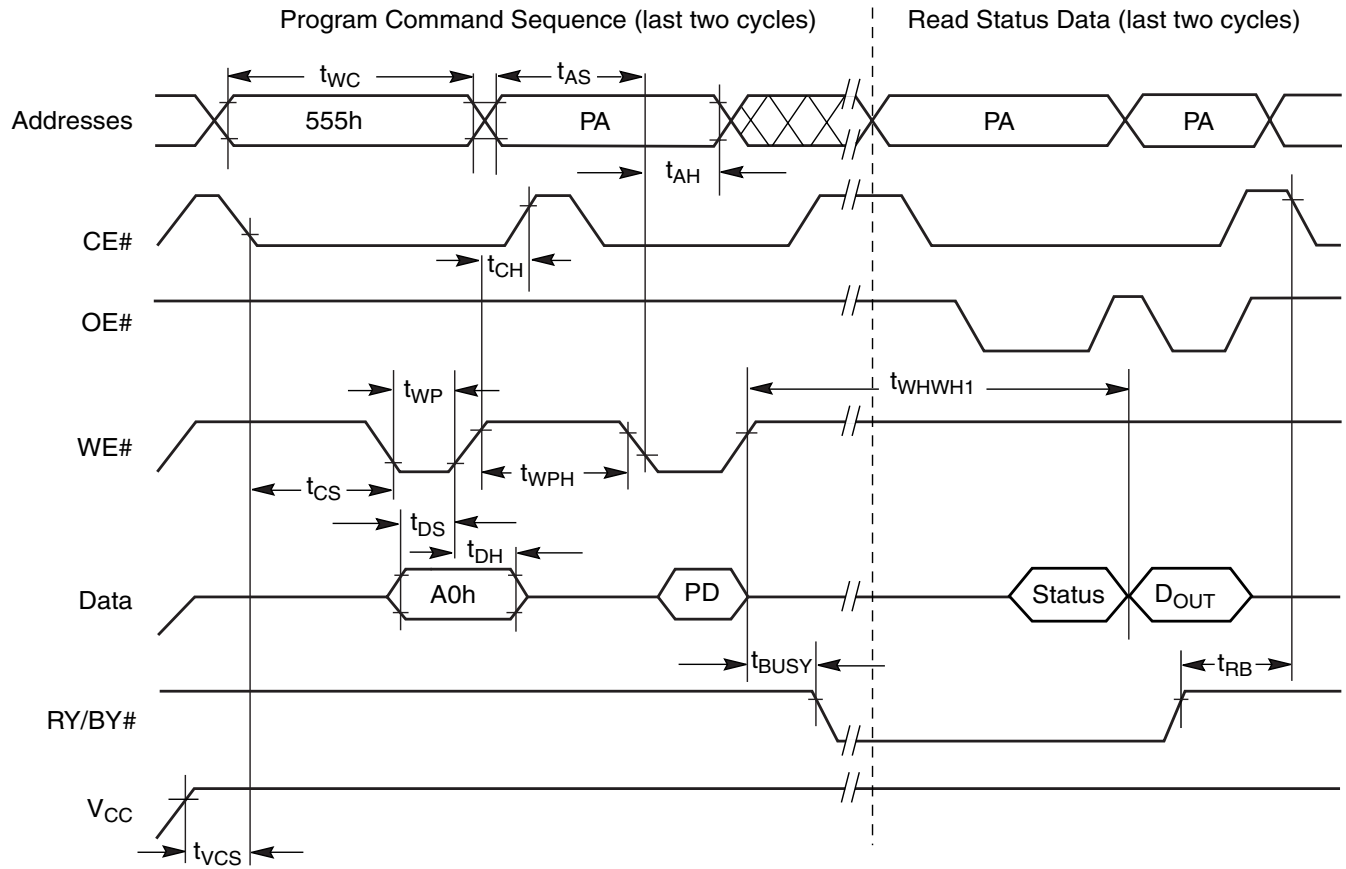 Program Command Sequence (last two cycles)
Read Status Data (last two cycles)
tWC
tAS
Addresses
555h
PA
PA
PA
tAH
CE#
tCH
OE#
tWP
tWHWH1
WE#
tCS
tWPH
tDS
tDH
Data
A0h
PD
Status
DOUT
tBUSY
tRB
RY/BY#
VCC
tVCS